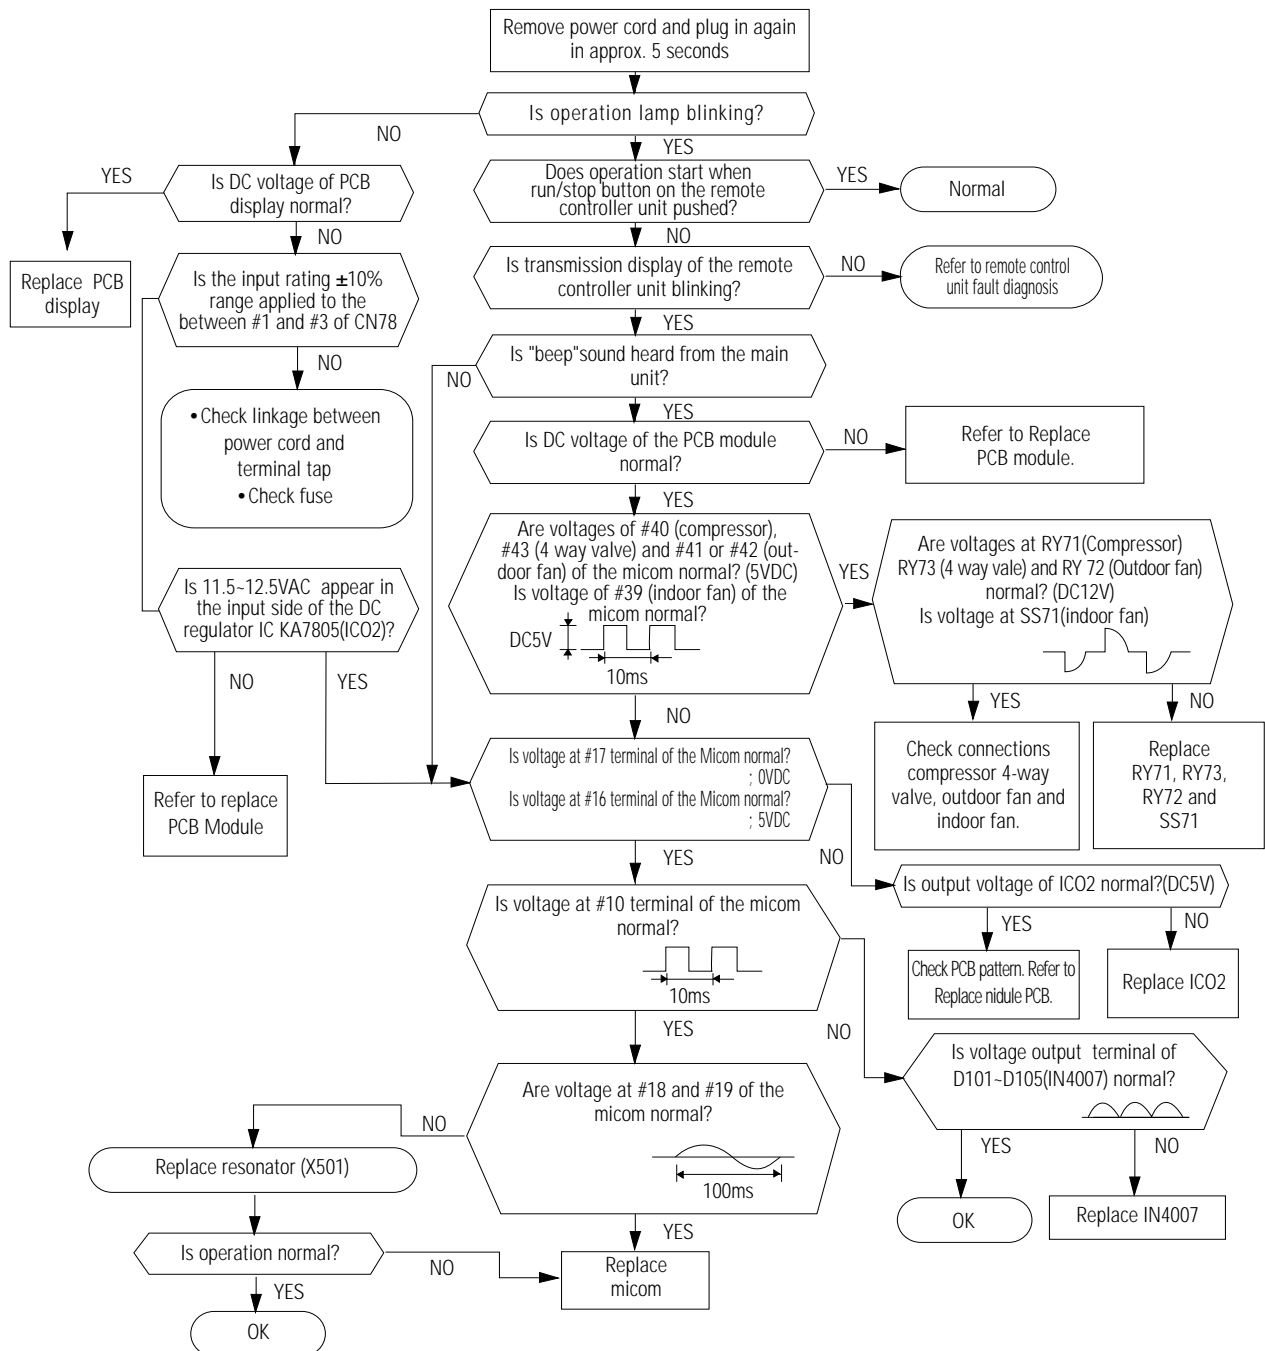 Remove power cord and plug in again
in approx. 5 seconds
Is operation lamp blinking?
NO
YES
Is DC voltage of PCB
display normal?
YES
NO
Replace PCB
display
Does operation start when
run/stop button on the remote
controller unit pushed?
YES
Normal
NO
Is the input rating ±10%
range applied to the
between #1 and #3 of CN78
NO
Is transmission display of the remote
controller unit blinking?
NO
Refer to remote control
unit fault diagnosis
YES
• Check linkage between
power cord and
terminal tap
• Check fuse
Is "beep"sound heard from the main
unit?
NO
YES
Is DC voltage of the PCB module
normal?
NO
Refer to Replace
PCB module.
YES
Are voltages of #40 (compressor),
#43 (4 way valve) and #41 or #42 (out-
door fan) of the micom normal? (5VDC)
Is voltage of #39 (indoor fan) of the
micom normal?
DC5V
10ms
YES
NO
Are voltages at RY71(Compressor)
RY73 (4 way vale) and RY 72 (Outdoor fan)
normal? (DC12V)
Is voltage at SS71(indoor fan)
YES
NO
Check connections
compressor 4-way
valve, outdoor fan and
indoor fan.
Replace
RY71, RY73,
RY72 and
SS71
Is 11.5~12.5VAC appear in
the input side of the DC
regulator IC KA7805(ICO2)?
NO
YES
Refer to replace
PCB Module
Is voltage at #17 terminal of the Micom normal?
; 0VDC
Is voltage at #16 terminal of the Micom normal?
; 5VDC
YES
NO
Is output voltage of ICO2 normal?(DC5V)
YES
NO
Check PCB pattern. Refer to
Replace nidule PCB.
Replace ICO2
Is voltage at #10 terminal of the micom
normal?
10ms
YES
NO
Is voltage output terminal of
D101~D105(IN4007) normal?
YES
NO
OK
Replace IN4007
Are voltage at #18 and #19 of the
micom normal?
100ms
NO
YES
Replace resonator (X501)
Is operation normal?
NO
YES
Replace
micom
OK